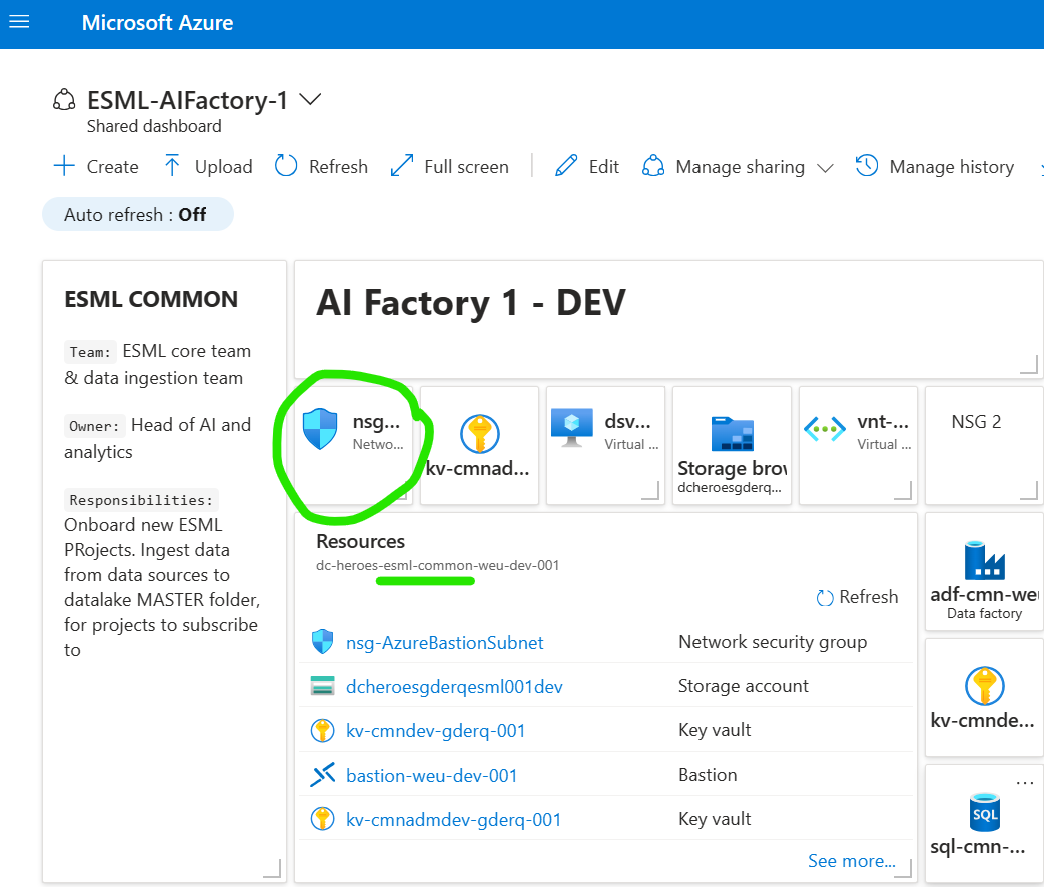 Microsoft Azure
ESML-AIFactory-1
Shared dashboard
Create Upload Refresh Full screen Edit Manage sharing Manage history
Auto refresh : Off
ESML COMMON
Team: ESML core team
& data ingestion team
Owner: Head of AI and
analytics
Responsibilities:
Onboard new ESML
PRojects. Ingest data
from data sources to
datalake MASTER folder,
for projects to subscribe
to
AI Factory 1 - DEV
nsg...
Netwo...
kv-cmnad...
dsv...
Virtual ...
Storage brow
dcheroesgderq...
vnt-...
Virtual ...
NSG 2
Resources
dc-heroes-esml-common-weu-dev-001
Refresh
nsg-AzureBastionSubnet Network security group
dcheroesgderqesml001dev Storage account
kv-cmndev-gderq-001 Key vault
bastion-weu-dev-001 Bastion
kv-cmnadmdev-gderq-001 Key vault
See more...
adf-cmn-weu
Data factory
kv-cmnde...
...
SQL
sql-cmn-...